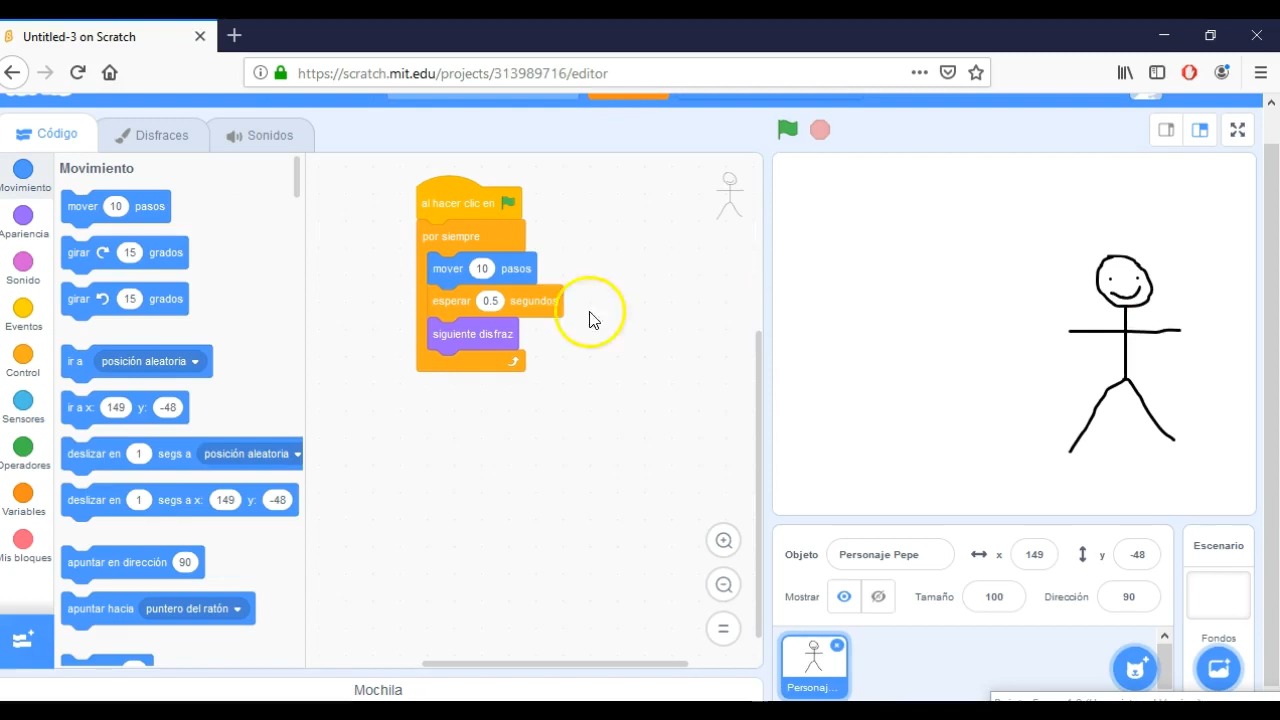 Untitled-3 on Scratch
https://scratch.mit.edu/projects/313989716/editor
Código
Disfraces
Sonidos
Movimiento
Apariencia
Sonido
Eventos
Control
Sensores
Operadores
Variables
Mis bloques
Movimiento
mover 10 pasos
girar 15 grados
girar 15 grados
ir a posición aleatoria
ir a x: 149 y: -48
deslizar en 1 segs a posición aleatoria
deslizar en 1 segs a x: 149 y: -48
apuntar en dirección 90
apuntar hacia puntero del ratón
al hacer clic en
por siempre
mover 10 pasos
esperar 0.5 segundos
siguiente disfraz
Mochila
Objeto Personaje Pepe x 149 y -48
Mostrar Tamaño 100 Dirección 90
Personaj...
Escenario
Fondos